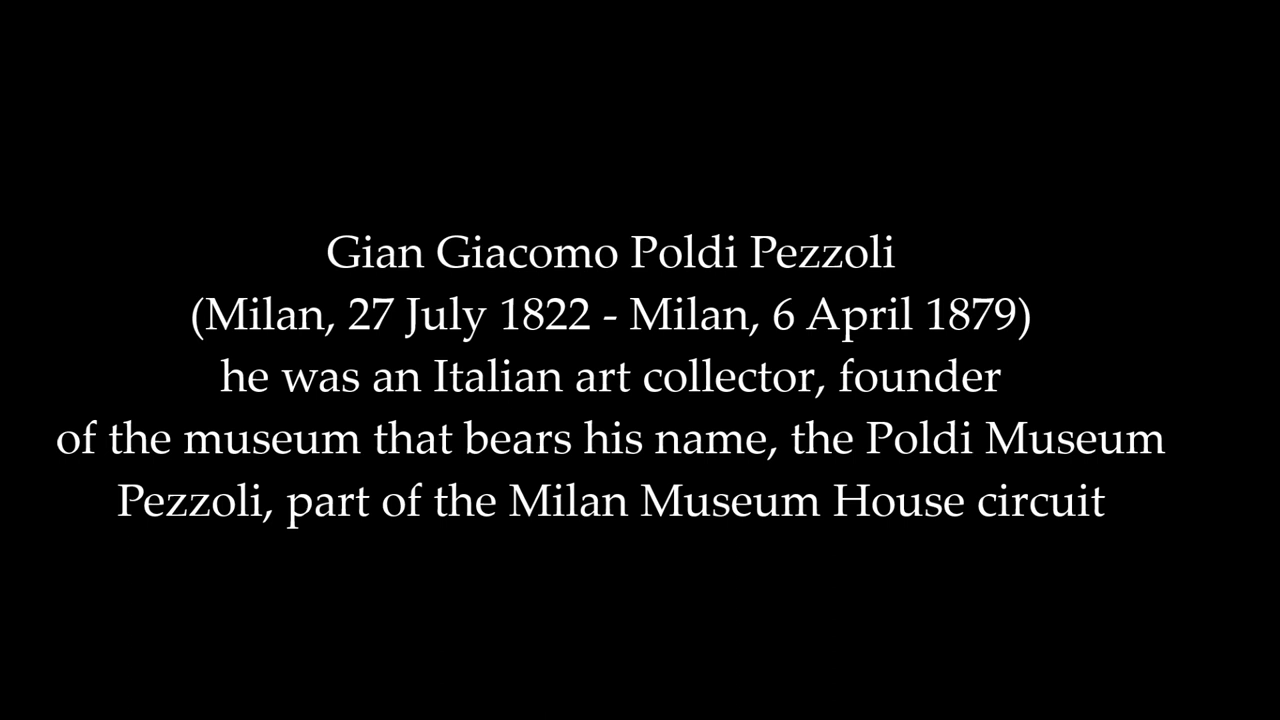 Gian Giacomo Poldi Pezzoli
(Milan, 27 July 1822 - Milan, 6 April 1879)
he was an Italian art collector, founder
of the museum that bears his name, the Poldi Museum
Pezzoli, part of the Milan Museum House circuit